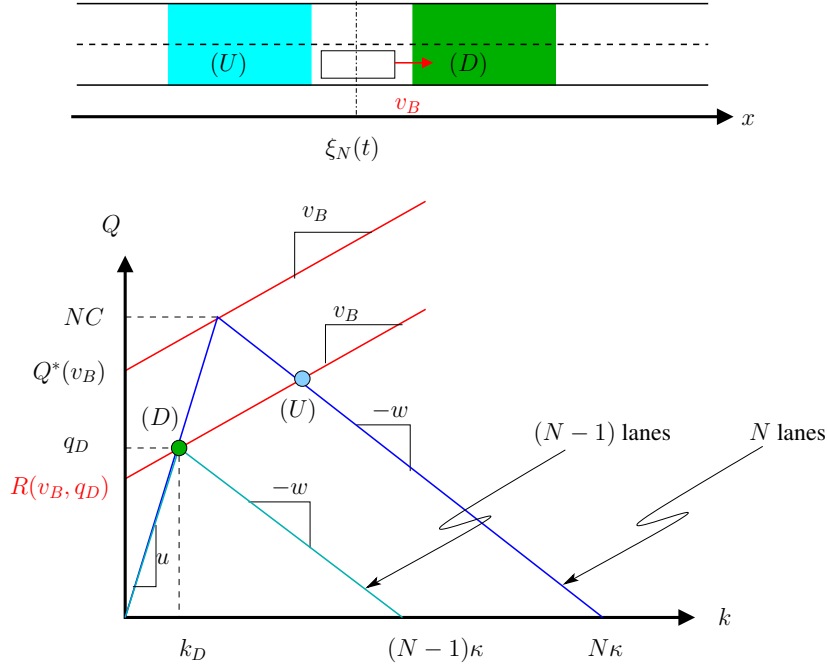 (U)
(D)
v_B
x
ξ_N(t)
v_B
Q
NC
v_B
Q*(v_B)
(D)
(U)
−w
(N − 1) lanes
N lanes
q_D
R(v_B, q_D)
−w
u
k
k_D
(N − 1)κ
Nκ